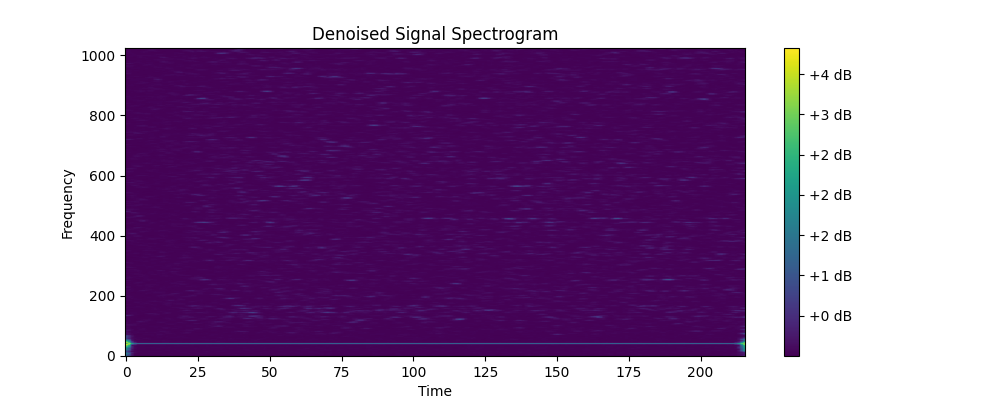 Denoised Signal Spectrogram
1000
800
600
400
200
0
Frequency
0 25 50 75 100 125 150 175 200
Time
+4 dB
+3 dB
+2 dB
+2 dB
+2 dB
+1 dB
+0 dB